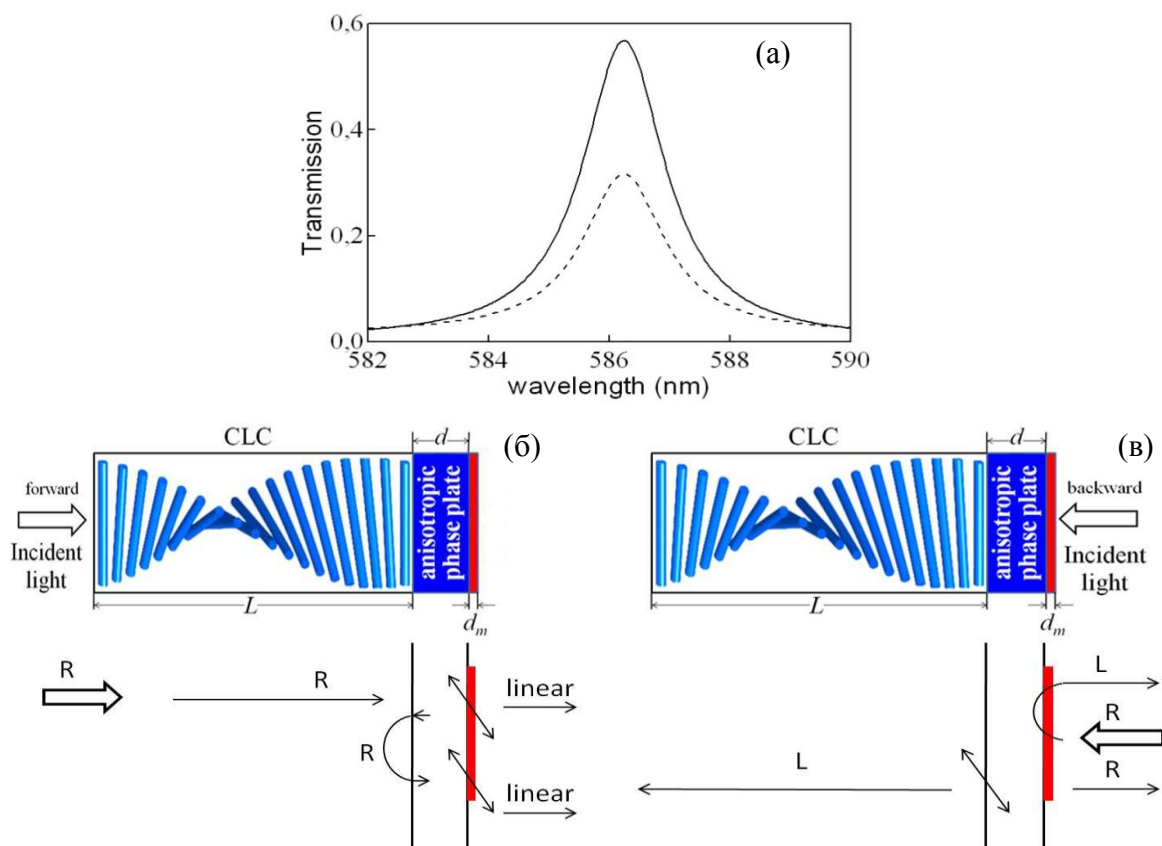 (а)
Transmission
0,6
0,4
0,2
0,0
582 584 586 588 590
wavelength (nm)
CLC
d
(б)
forward
Incident
light
anisotropic
phase plate
L
d_m
R
R
R
linear
linear
CLC
d
(в)
backward
Incident
light
anisotropic
phase plate
L
d_m
L
R
L
R